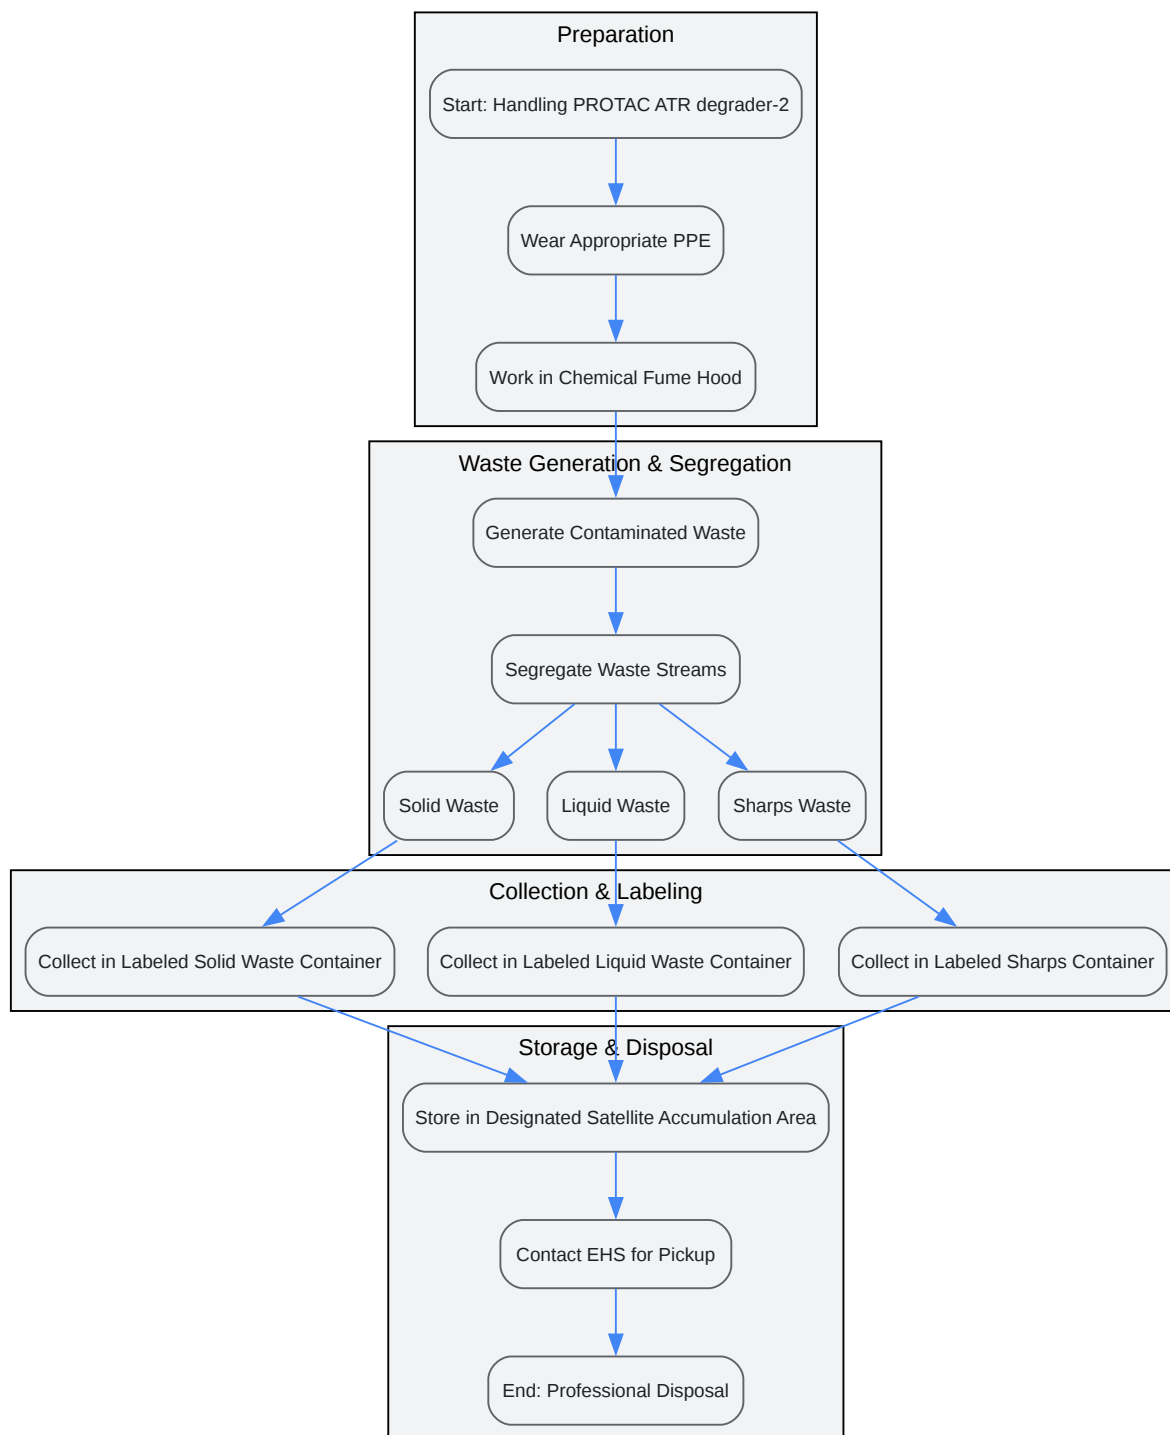 Preparation
Start: Handling PROTAC ATR degrader-2
Wear Appropriate PPE
Work in Chemical Fume Hood
Waste Generation & Segregation
Generate Contaminated Waste
Segregate Waste Streams
Solid Waste
Liquid Waste
Sharps Waste
Collection & Labeling
Collect in Labeled Solid Waste Container
Collect in Labeled Liquid Waste Container
Collect in Labeled Sharps Container
Storage & Disposal
Store in Designated Satellite Accumulation Area
Contact EHS for Pickup
End: Professional Disposal